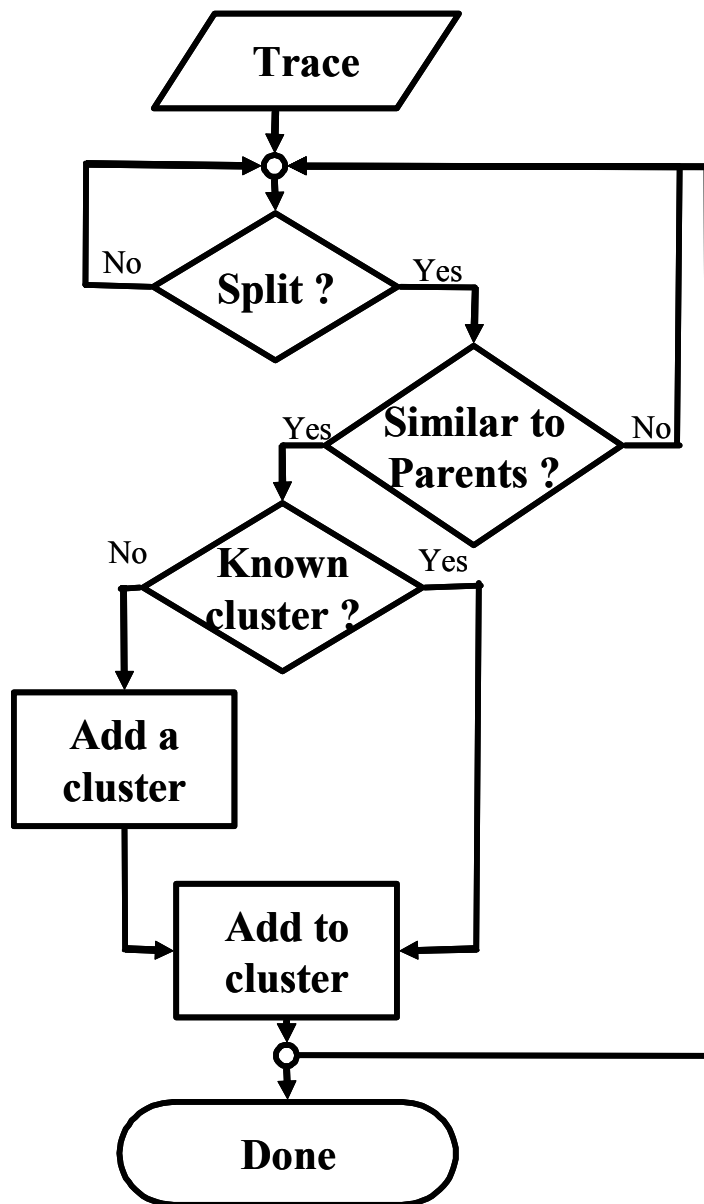 Trace
No
Split ?
Yes
Yes
Similar to
Parents ?
No
No
Known
cluster ?
Yes
Add a
cluster
Add to
cluster
Done